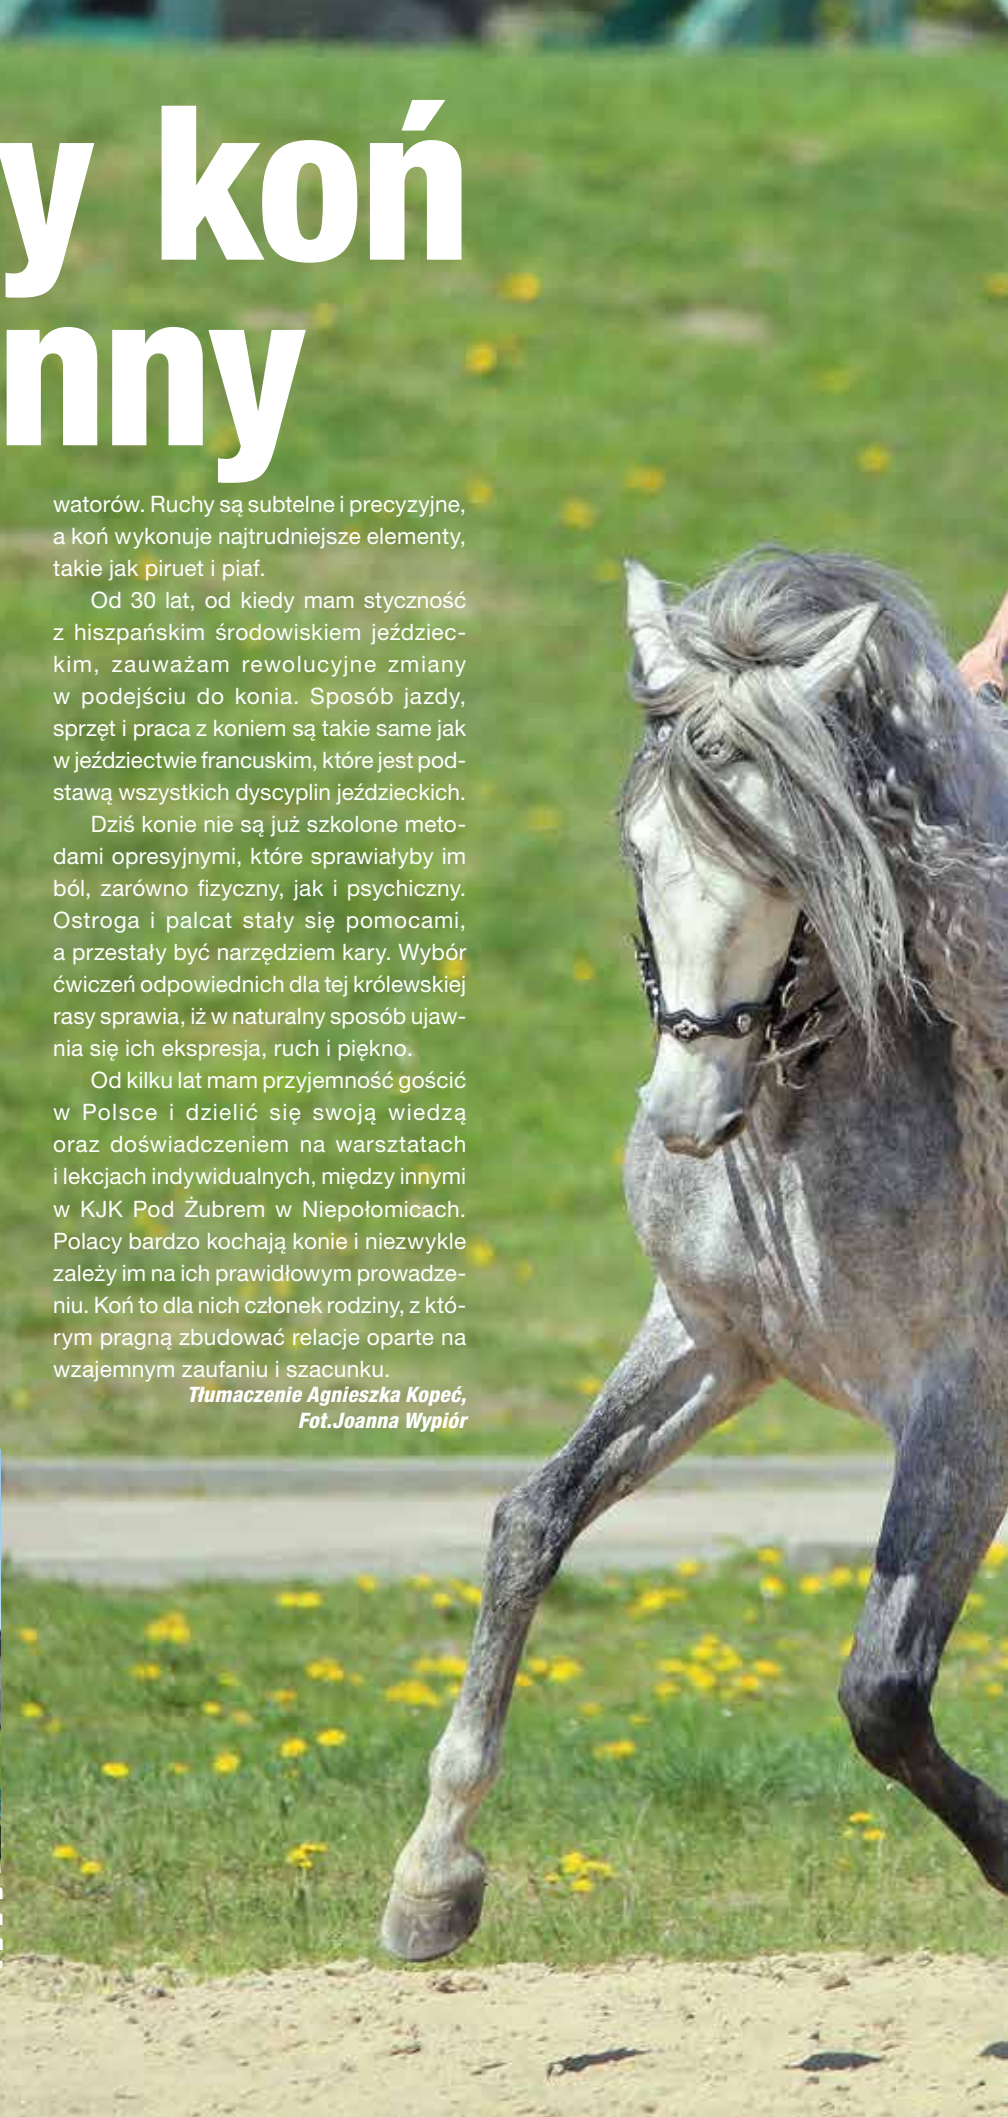 y koń
nny
watorów. Ruchy są subtelne i precyzyjne,
a koń wykonuje najtrudniejsze elementy,
takie jak piruet i piaf.
Od 30 lat, od kiedy mam styczność
z hiszpańskim środowiskiem jeździec-
kim, zauważam rewolucyjne zmiany
w podejściu do konia. Sposób jazdy,
sprzęt i praca z koniem są takie same jak
w jeździectwie francuskim, które jest pod-
stawą wszystkich dyscyplin jeździeckich.
Dziś konie nie są już szkolone meto-
dami opresyjnymi, które sprawiałyby im
ból, zarówno fizyczny, jak i psychiczny.
Ostroga i palcat stały się pomocami,
a przestały być narzędziem kary. Wybór
ćwiczeń odpowiednich dla tej królewskiej
rasy sprawia, iż w naturalny sposób ujaw-
nia się ich ekspresja, ruch i piękno.
Od kilku lat mam przyjemność gościć
w Polsce i dzielić się swoją wiedzą
oraz doświadczeniem na warsztatach
i lekcjach indywidualnych, między innymi
w KJK Pod Żubrem w Niepołomicach.
Polacy bardzo kochają konie i niezwykle
zależy im na ich prawidłowym prowadze-
niu. Koń to dla nich członek rodziny, z któ-
rym pragną zbudować relacje oparte na
wzajemnym zaufaniu i szacunku.
Tłumaczenie Agnieszka Kopeć,
Fot.Joanna Wypiór